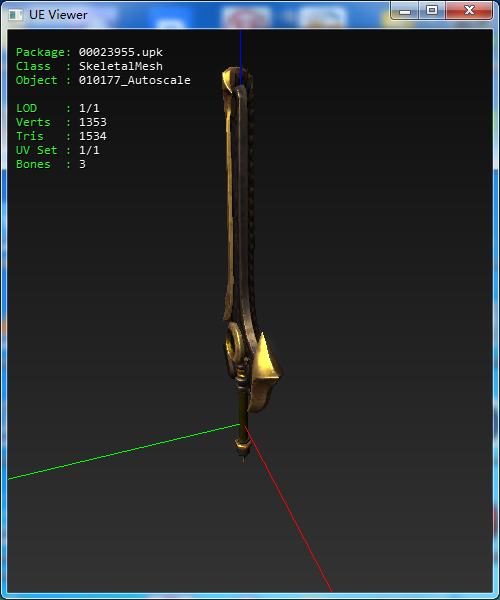 UE Viewer
Package: 00023955.upk
Class  : SkeletalMesh
Object : 010177_Autoscale
LOD    : 1/1
Verts  : 1353
Tris   : 1534
UV Set : 1/1
Bones  : 3